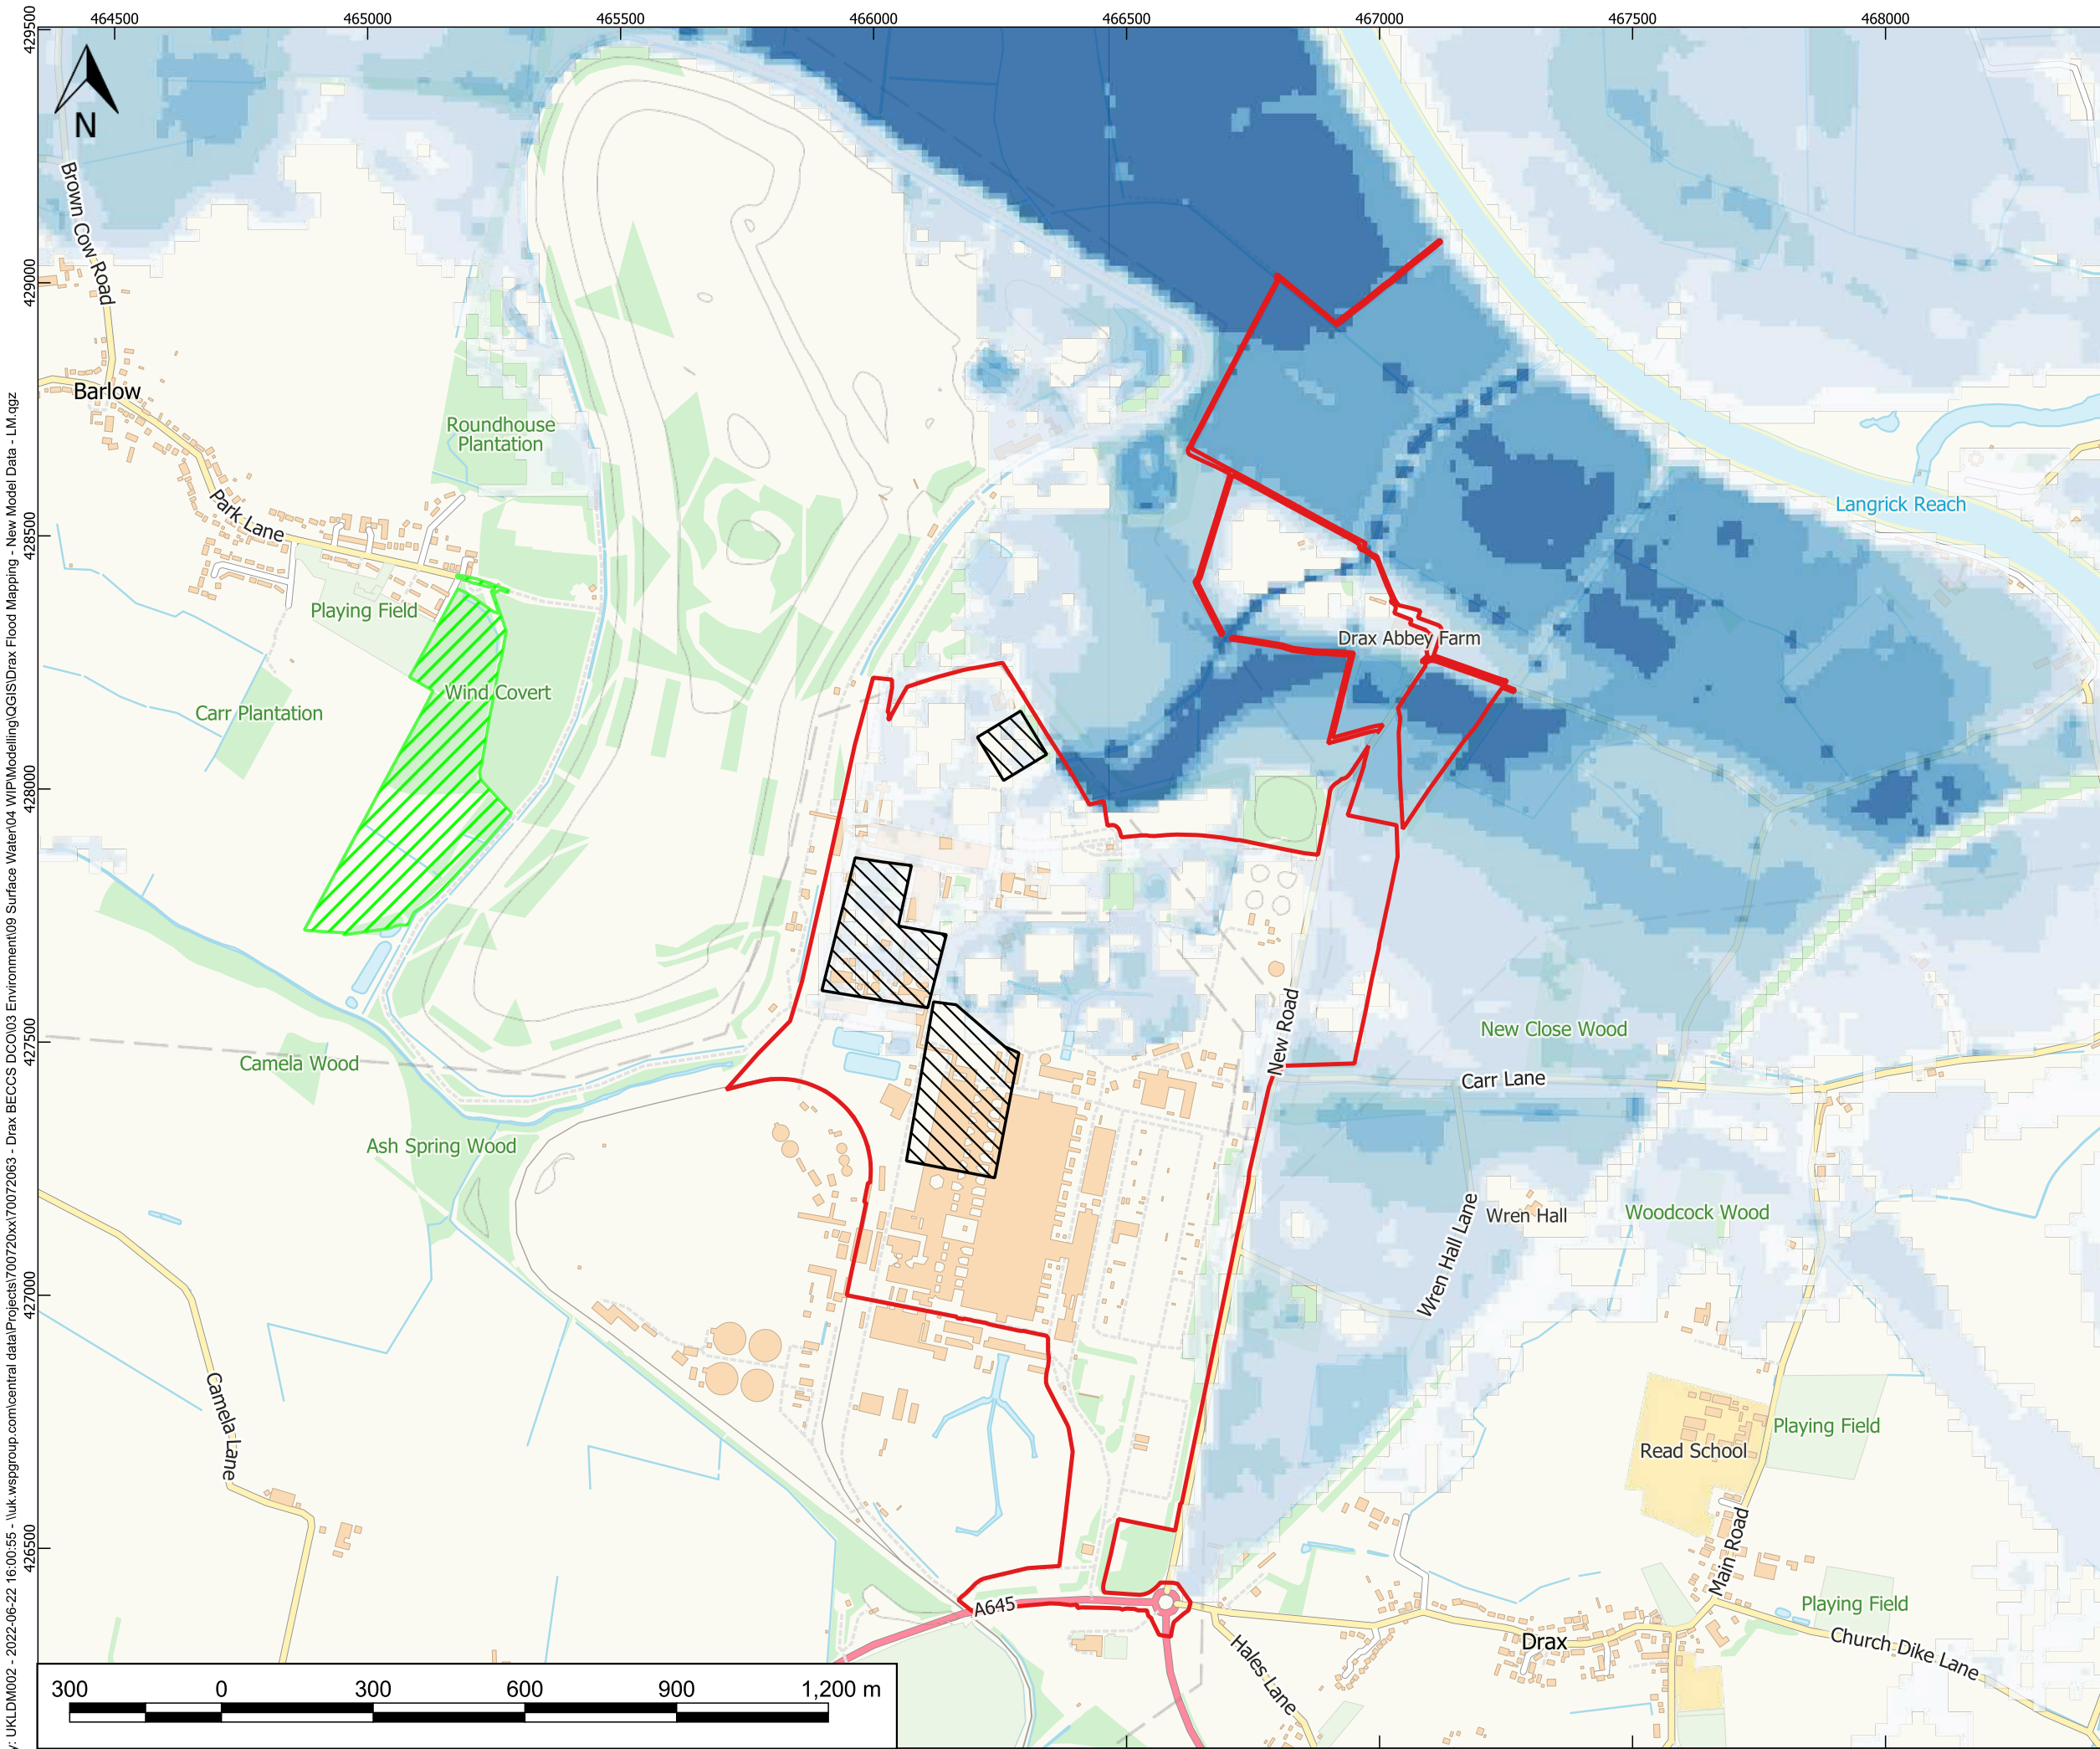 464500 465000 465500 466000 466500 467000 467500 468000
429500
N
Brown Cow Road
429000
Barlow
Roundhouse
Plantation
Park Lane
428500
Langrick Reach
Playing Field
Drax Abbey Farm
Wind Covert
Carr Plantation
428000
New Road
New Close Wood
427500
Camela Wood
Carr Lane
Ash Spring Wood
Wren Hall Lane
Wren Hall
Woodcock Wood
427000
Camela Lane
Playing Field
Read School
Main Road
426500
A645
Playing Field
Hales Lane
Drax
Church Dike Lane
300 0 300 600 900 1,200 m
y: UKLDM002 - 2022-06-22 16:00:55 - \\uk.wspgroup.com\central data\Projects\700720xx\70072063 - Drax BECCS DCO\03 Environment\09 Surface Water\04 WIP\Modelling\QGIS\Drax Flood Mapping - New Model Data - LM.qgz